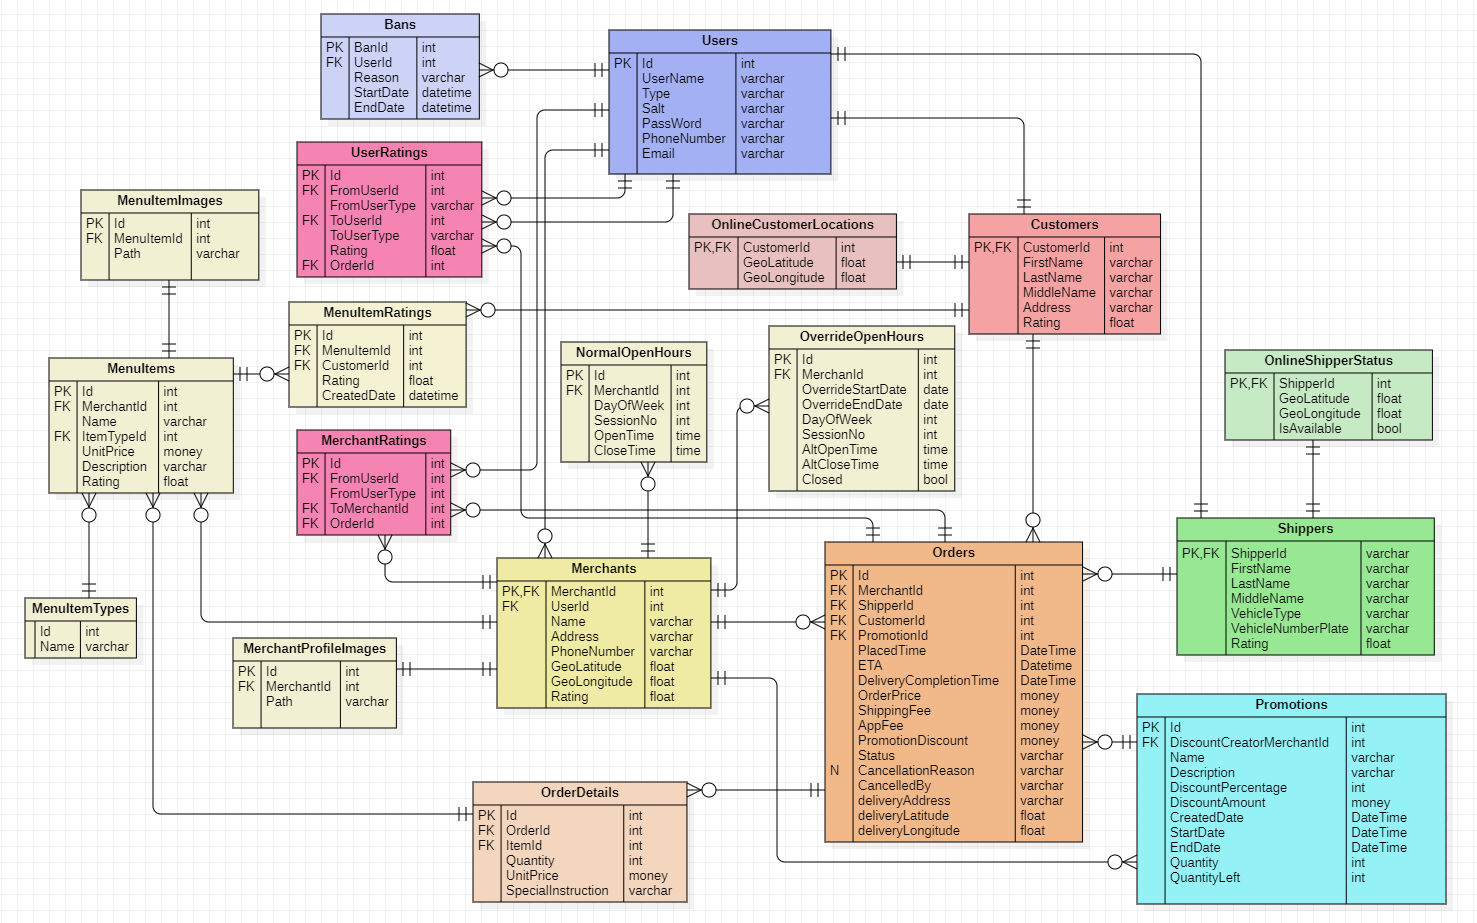 Bans
PK BanId int
FK UserId int
Reason varchar
StartDate datetime
EndDate datetime
Users
PK Id int
UserName varchar
Type varchar
Salt varchar
PassWord varchar
PhoneNumber varchar
Email varchar
UserRatings
PK Id int
FK FromUserId int
FromUserType varchar
FK ToUserId int
ToUserType varchar
Rating float
FK OrderId int
MenuItemImages
PK Id int
FK MenuItemId int
Path varchar
OnlineCustomerLocations
PK,FK CustomerId int
GeoLatitude float
GeoLongitude float
Customers
PK,FK CustomerId int
FirstName varchar
LastName varchar
MiddleName varchar
Address varchar
Rating float
MenuItemRatings
PK Id int
FK MenuItemId int
FK CustomerId int
Rating float
CreatedDate datetime
NormalOpenHours
PK Id int
FK MerchantId int
DayOfWeek int
SessionNo int
OpenTime time
CloseTime time
OverrideOpenHours
PK Id int
FK MerchanId int
OverrideStartDate date
OverrideEndDate date
DayOfWeek int
SessionNo int
AltOpenTime time
AltCloseTime time
Closed bool
OnlineShipperStatus
PK,FK ShipperId int
GeoLatitude float
GeoLongitude float
IsAvailable bool
MenuItems
PK Id int
FK MerchantId int
Name varchar
FK ItemTypeId int
UnitPrice money
Description varchar
Rating float
MerchantRatings
PK Id int
FK FromUserId int
FromUserType int
FK ToMerchantId int
FK OrderId int
Shippers
PK,FK ShipperId varchar
FirstName varchar
LastName varchar
MiddleName varchar
VehicleType varchar
VehicleNumberPlate varchar
Rating float
Merchants
PK,FK MerchantId int
FK UserId int
Name varchar
Address varchar
PhoneNumber varchar
GeoLatitude float
GeoLongitude float
Rating float
Orders
PK Id int
FK MerchantId int
FK ShipperId int
FK CustomerId int
FK PromotionId int
PlacedTime DateTime
ETA Datetime
DeliveryCompletionTime DateTime
OrderPrice money
ShippingFee money
AppFee money
PromotionDiscount money
Status varchar
N CancellationReason varchar
CancelledBy varchar
deliveryAddress varchar
deliveryLatitude float
deliveryLongitude float
MenuItemTypes
Id int
Name varchar
MerchantProfileImages
PK Id int
FK MerchantId int
Path varchar
Promotions
PK Id int
FK DiscountCreatorMerchantId int
Name varchar
Description varchar
DiscountPercentage int
DiscountAmount money
CreatedDate DateTime
StartDate DateTime
EndDate DateTime
Quantity int
QuantityLeft int
OrderDetails
PK Id int
FK OrderId int
FK ItemId int
Quantity int
UnitPrice money
SpecialInstruction varchar